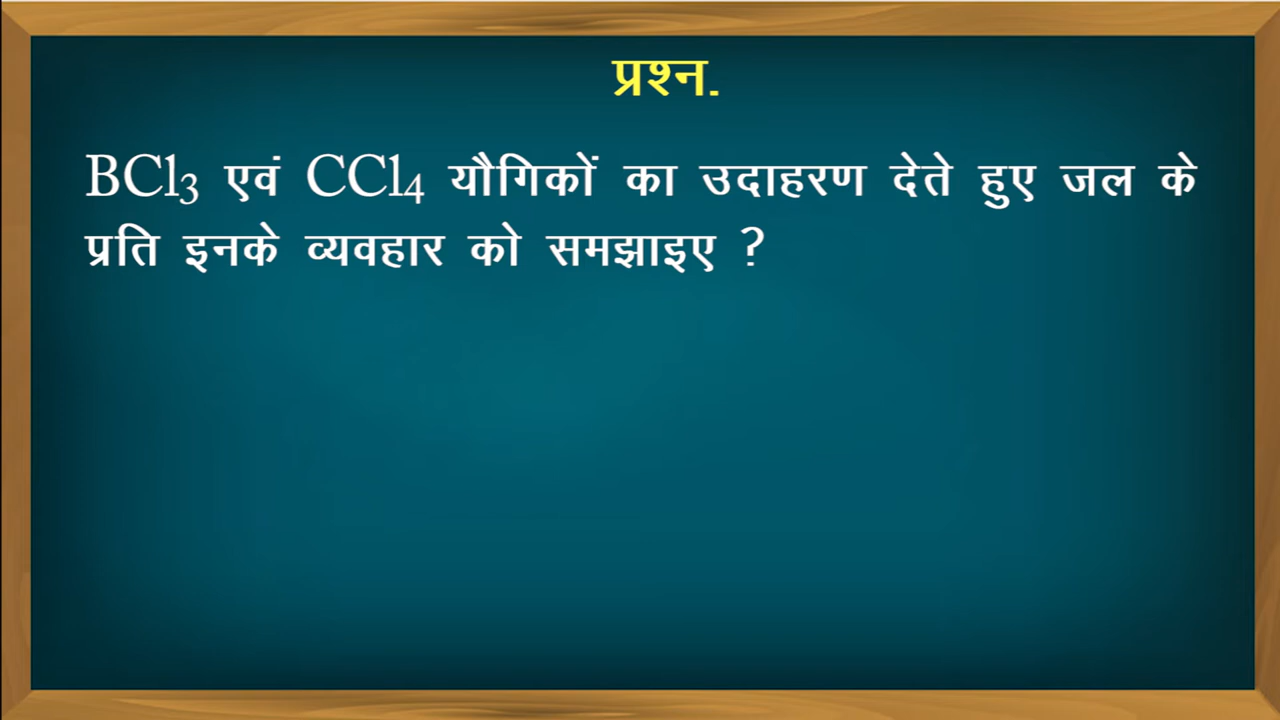 प्रश्न.
BCl₃ एवं CCl₄ यौगिकों का उदाहरण देते हुए जल के
प्रति इनके व्यवहार को समझाइए ?